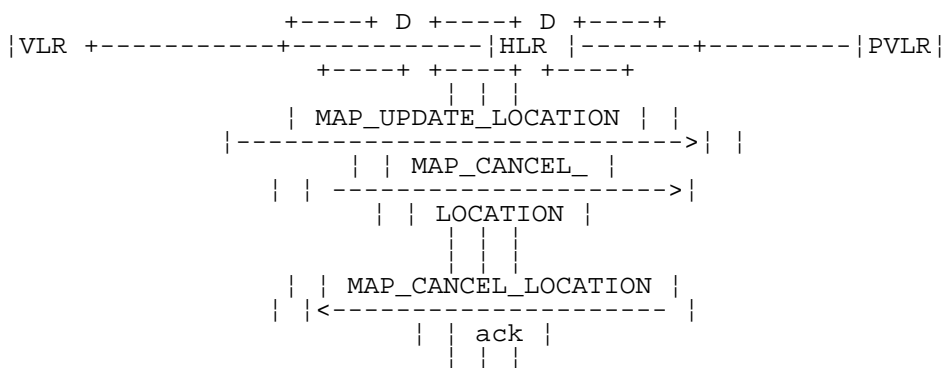 +----+ D +----+ D +----+
¦VLR +-----------+------------¦HLR ¦-------+---------¦PVLR¦
+----+ +----+ +----+
¦ ¦ ¦
¦ MAP_UPDATE_LOCATION ¦ ¦
¦---------------------------->¦ ¦
¦ ¦ MAP_CANCEL_ ¦
¦ ¦ --------------------->¦
¦ ¦ LOCATION ¦
¦ ¦ ¦
¦ ¦ ¦
¦ ¦ MAP_CANCEL_LOCATION ¦
¦ ¦<--------------------- ¦
¦ ¦ ack ¦
¦ ¦ ¦